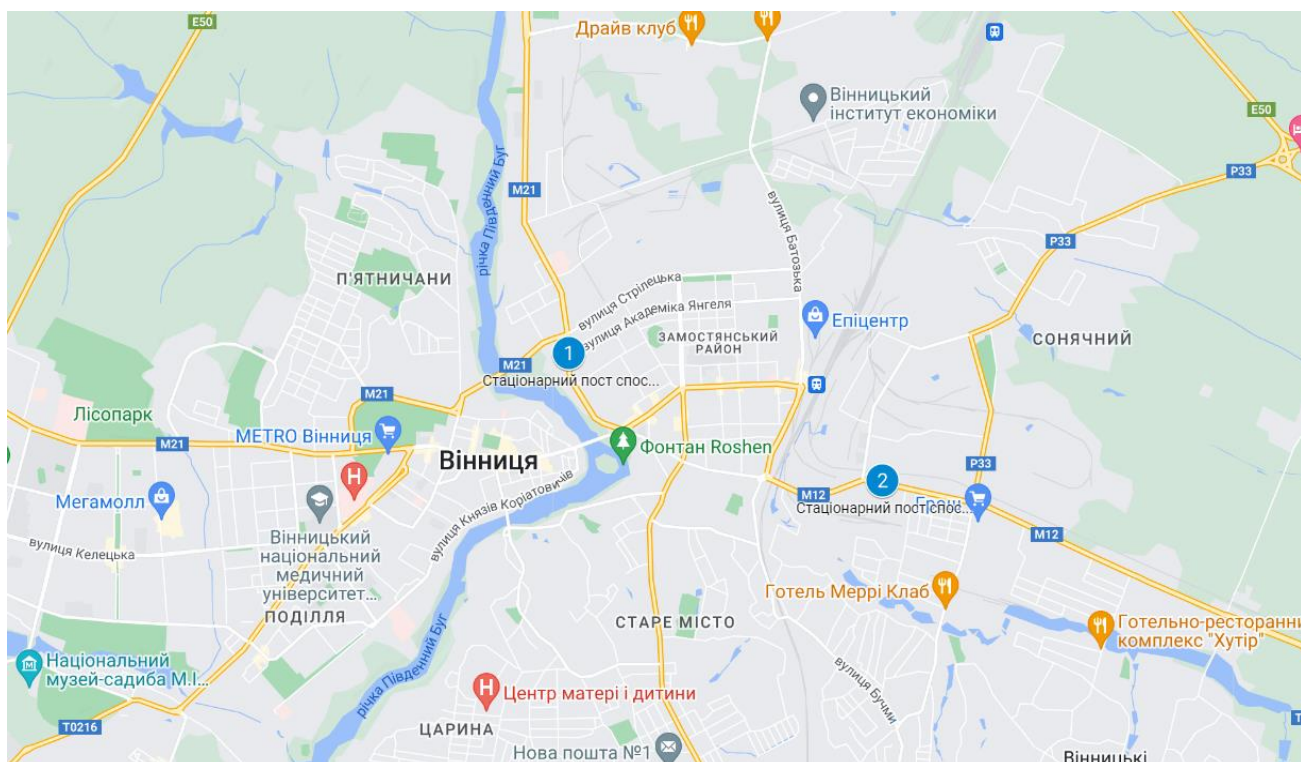 E50
Драйв клуб
Вінницький
інститут економіки
E50
M21
річка Південний Буг
P33
вулиця Батозька
P33
П'ЯТНИЧАНИ
вулиця Стрілецька
вулиця Академіка Янгеля
Епіцентр
ЗАМОСТЯНСЬКИЙ
РАЙОН
СОНЯЧНИЙ
1
M21
Стаціонарний пост спос...
M21
Лісопарк
M21
METRO Вінниця
Фонтан Roshen
Вінниця
P33
2
M12
Мегамолл
Стаціонарний пост спос...
вулиця Князів Коріатовичів
M12
вулиця Келецька
Вінницький
національний
медичний
університет...
Готель Меррі Клаб
ПОДІЛЛЯ
СТАРЕ МІСТО
Готельно-ресторанни
комплекс "Хутір"
Національний
музей-садиба М.І...
річка Південний Буг
Центр матері і дитини
вулиця Бучми
T0216
ЦАРИНА
Нова пошта №1
Вінницькі